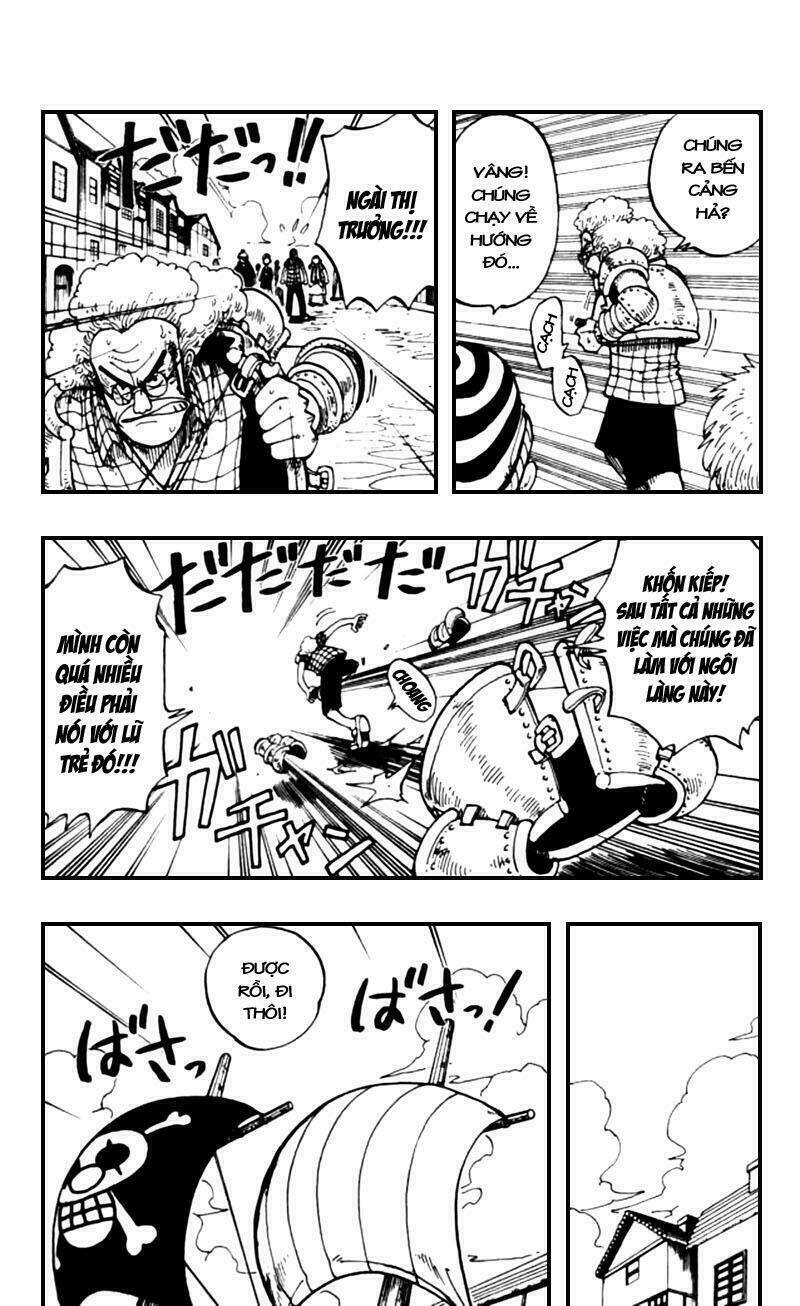 CHÚNG
RA BẾN
CẢNG
HẢ?
VÂNG!
CHÚNG
CHẠY VỀ
HƯỚNG
ĐÓ...
CẠCH
CẠCH
NGÀI THỊ
TRƯỞNG!!!
だだっ!!
KHỐN KIẾP!
SAU TẤT CẢ NHỮNG
VIỆC MÀ CHÚNG ĐÃ
LÀM VỚI NGÔI
LÀNG NÀY!
ガチャン
だだだだ
CHOANG
ガチャン
MÌNH CÒN
QUÁ NHIỀU
ĐIỀU PHẢI
NÓI VỚI LŨ
TRẺ ĐÓ!!!
ĐƯỢC
RỒI, ĐI
THÔI!
ばさっ!
ばさっ